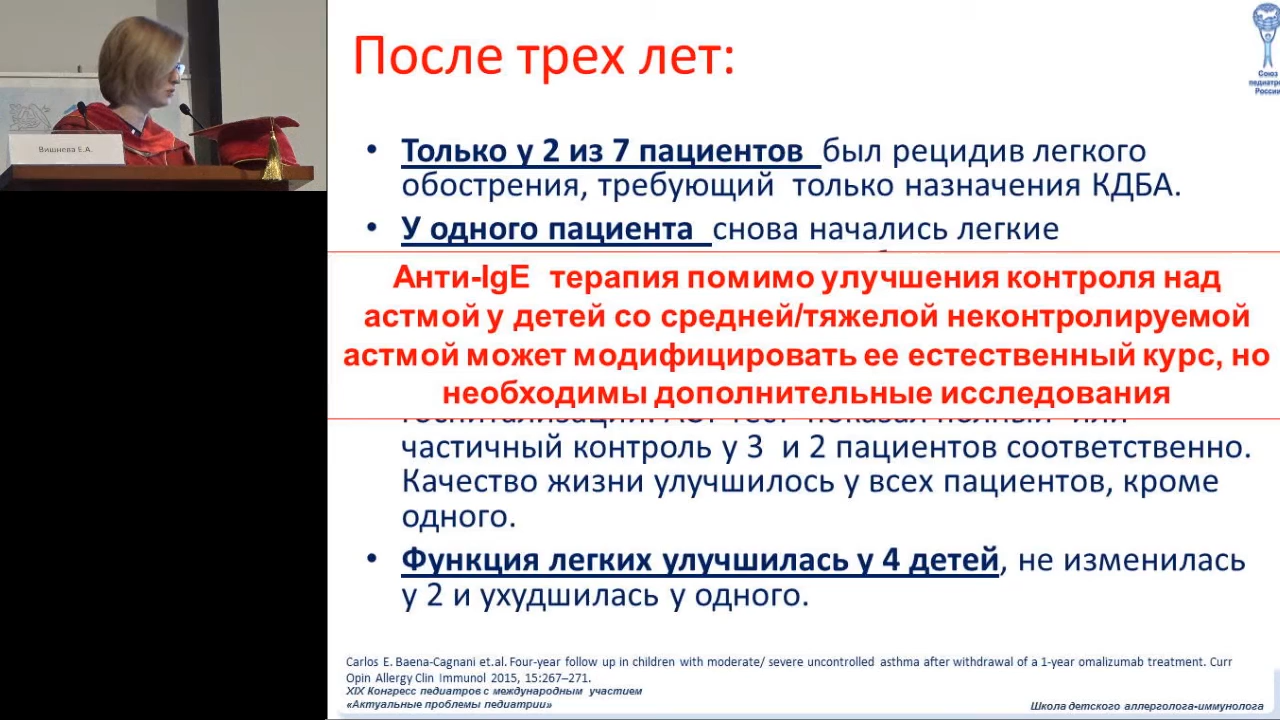 После трех лет:
Союз
педиатров
России
Вишнева Е.А.
• Только у 2 из 7 пациентов был рецидив легкого
обострения, требующий только назначения КДБА.
• У одного пациента снова начались легкие
Анти-IgE терапия помимо улучшения контроля над
астмой у детей со средней/тяжелой неконтролируемой
астмой может модифицировать ее естественный курс, но
необходимы дополнительные исследования
частичный контроль у 3 и 2 пациентов соответственно.
Качество жизни улучшилось у всех пациентов, кроме
одного.
• Функция легких улучшилась у 4 детей, не изменилась
у 2 и ухудшилась у одного.
Carlos E. Baena-Cagnani et.al. Four-year follow up in children with moderate/ severe uncontrolled asthma after withdrawal of a 1-year omalizumab treatment. Curr
Opin Allergy Clin Immunol 2015, 15:267–271.
XIX Конгресс педиатров с международным участием
«Актуальные проблемы педиатрии»
Школа детского аллерголога-иммунолога